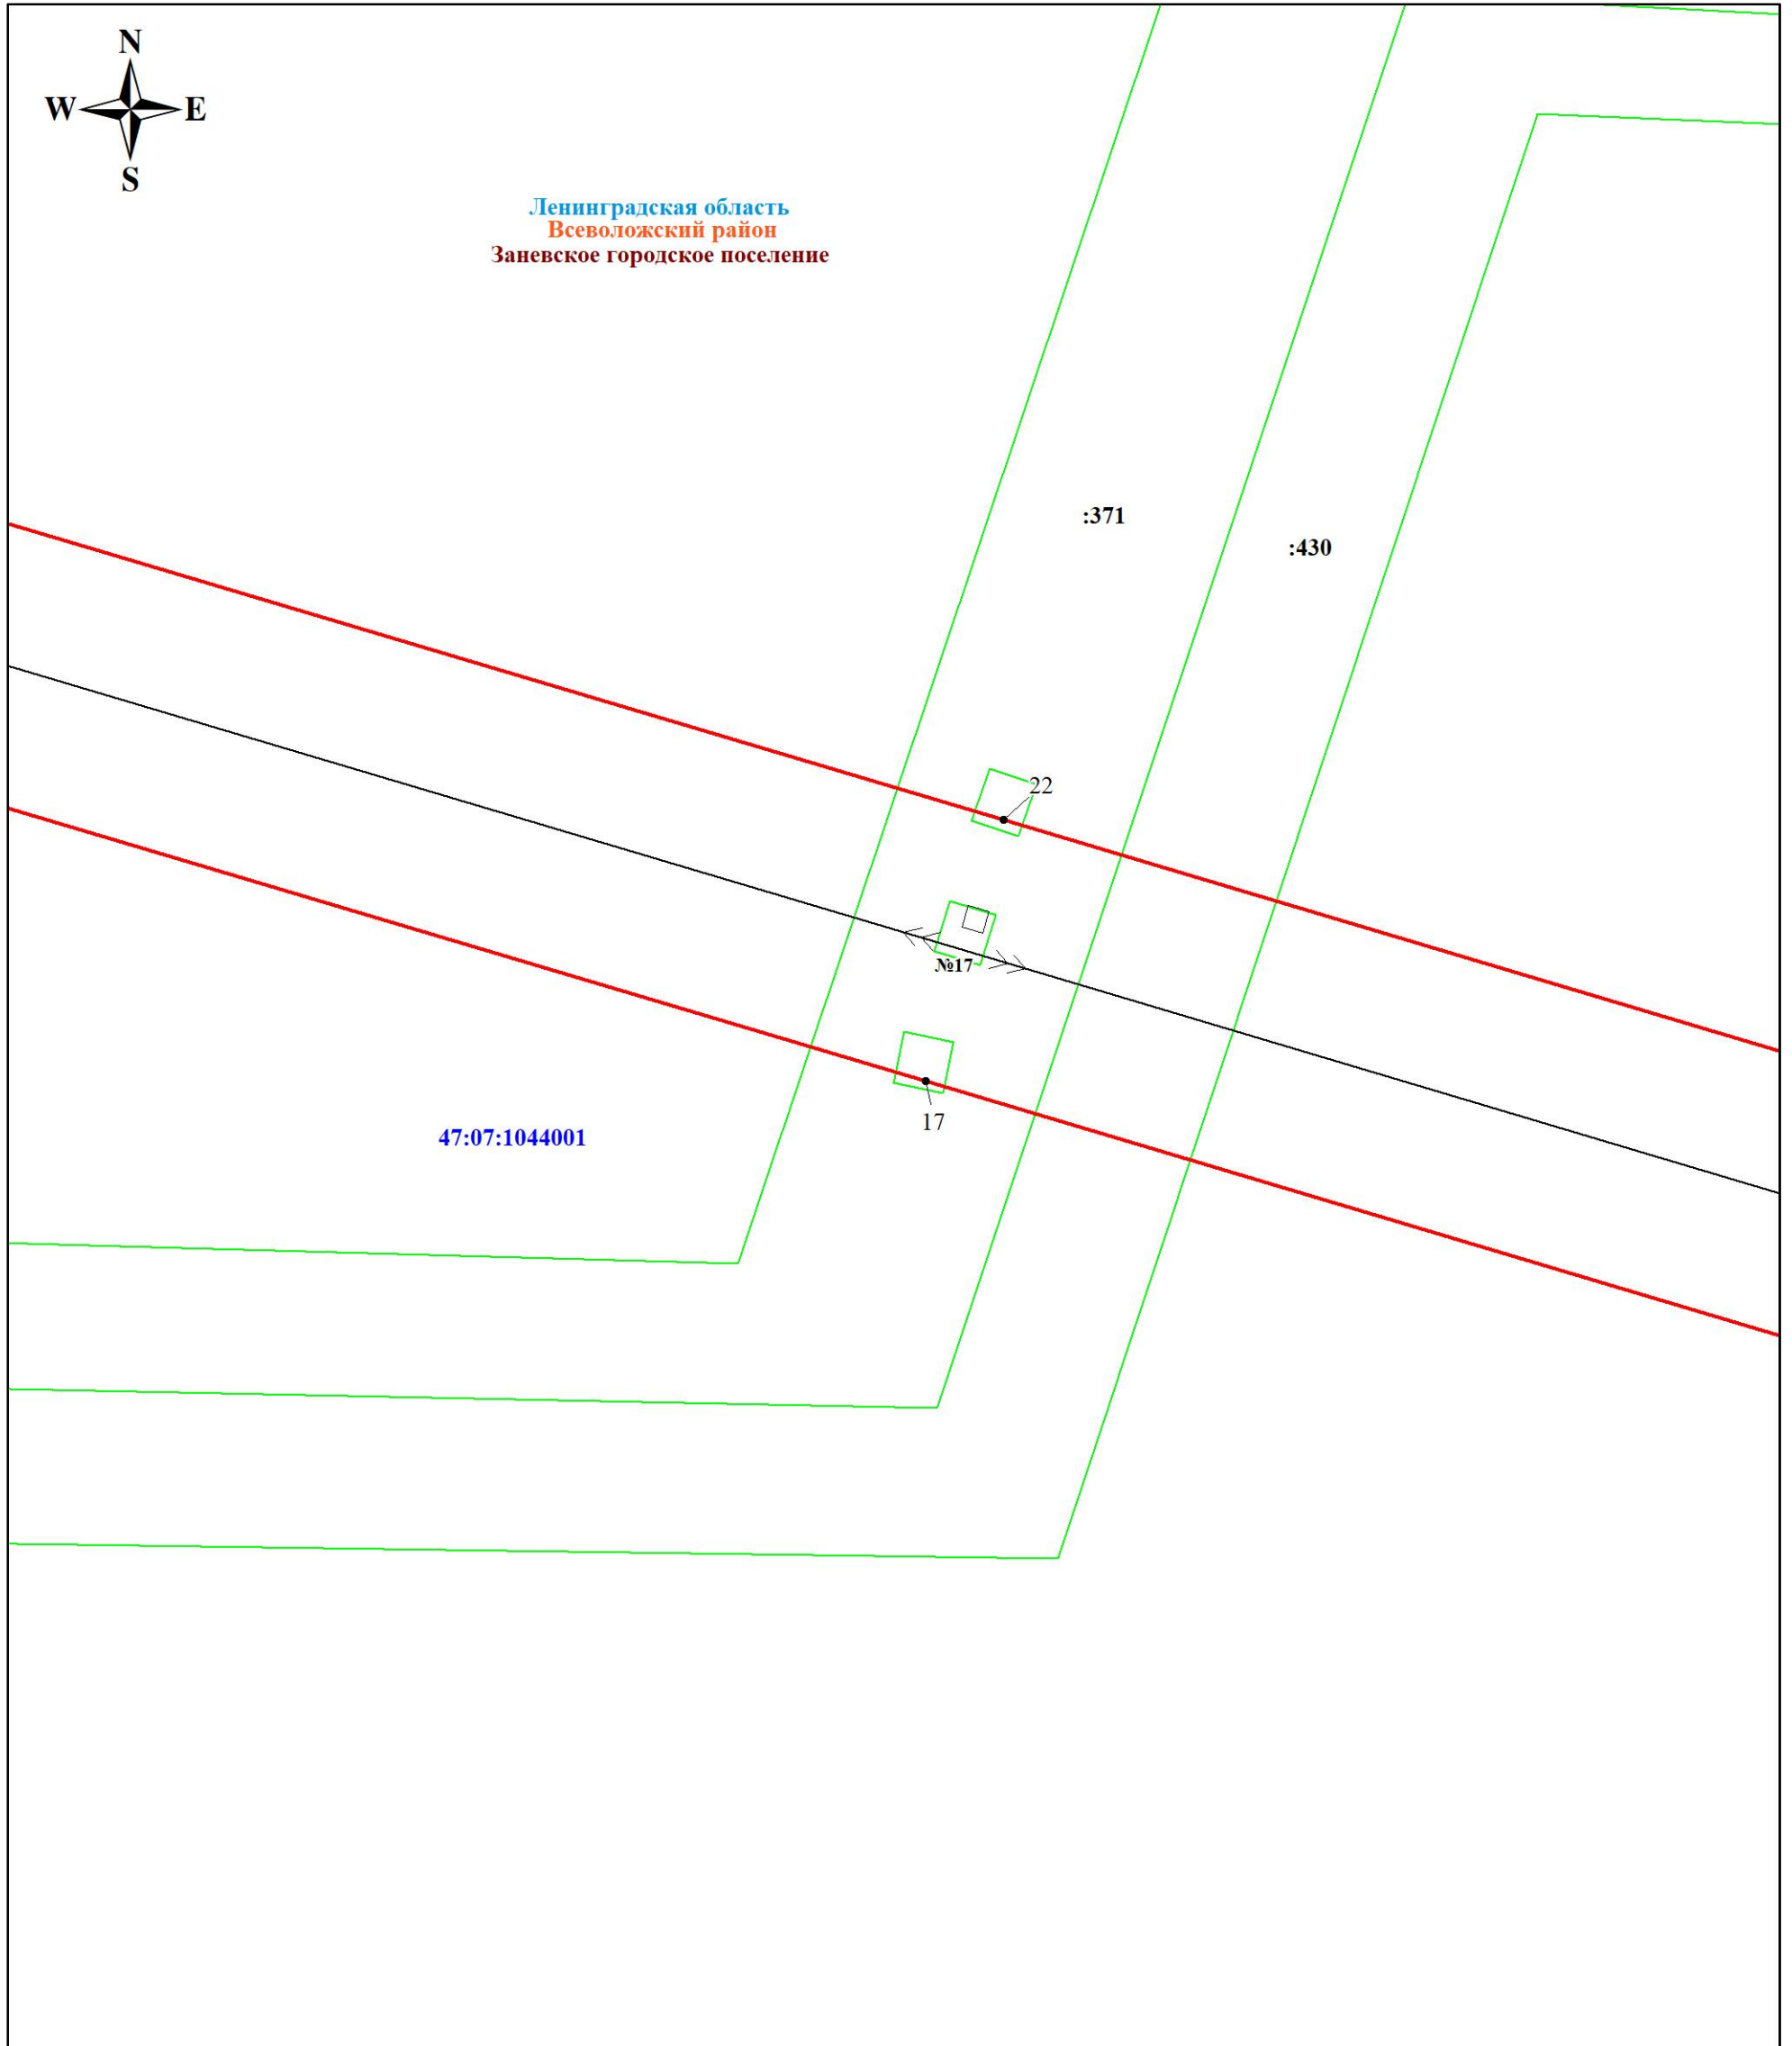 N
W E
S
Ленинградская область
Всеволожский район
Заневское городское поселение
:371
:430
22
№17
17
47:07:1044001